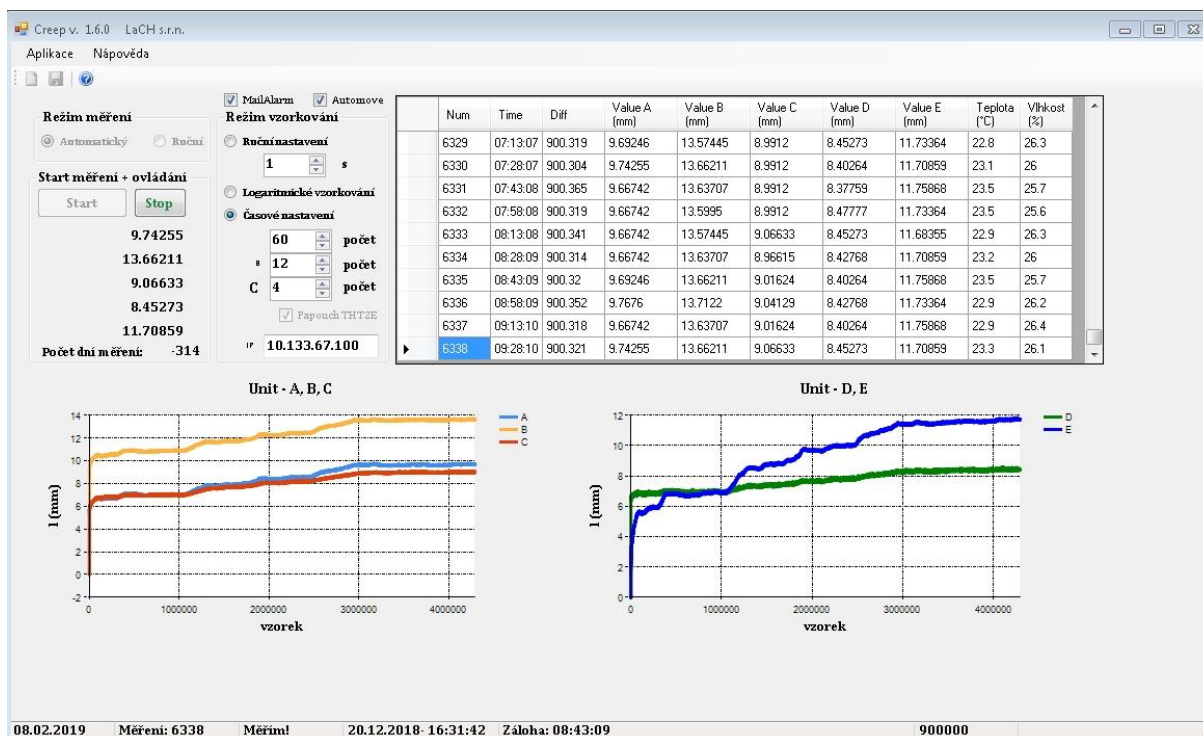 Creep v. 1.6.0 LaCH s.r.n.
Aplikace Nápověda
MailAlarm Automove
Režim měření
Automatický Ruční
Start měření + ovládání
Start Stop
9.74255
13.66211
9.06633
8.45273
11.70859
Počet dní měření: -314
Režim vzorkování
Ruční nastavení
1 s
Logaritmické vzorkování
Časové nastavení
60 počet
B 12 počet
C 4 počet
Papouch THT2E
IP 10.133.67.100
Num Time Diff Value A (mm) Value B (mm) Value C (mm) Value D (mm) Value E (mm) Teplota (°C) Vlhkost (%)
6329 07:13:07 900.319 9.69246 13.57445 8.9912 8.45273 11.73364 22.8 26.3
6330 07:28:07 900.304 9.74255 13.66211 8.9912 8.40264 11.70859 23.1 26
6331 07:43:08 900.365 9.66742 13.63707 8.9912 8.37759 11.75868 23.5 25.7
6332 07:58:08 900.319 9.66742 13.5995 8.9912 8.47777 11.73364 23.5 25.6
6333 08:13:08 900.341 9.66742 13.57445 9.06633 8.45273 11.68355 22.9 26.3
6334 08:28:09 900.314 9.66742 13.63707 8.96615 8.42768 11.70859 23.2 26
6335 08:43:09 900.32 9.69246 13.66211 9.01624 8.40264 11.75868 23.5 25.7
6336 08:58:09 900.352 9.7676 13.7122 9.04129 8.42768 11.73364 22.9 26.2
6337 09:13:10 900.318 9.66742 13.63707 9.01624 8.40264 11.75868 22.9 26.4
6338 09:28:10 900.321 9.74255 13.66211 9.06633 8.45273 11.70859 23.3 26.1
Unit - A, B, C
14
12
10
8
6
4
2
0
-2
l (mm)
0 1000000 2000000 3000000 4000000
vzorek
A
B
C
Unit - D, E
12
10
8
6
4
2
0
l (mm)
0 1000000 2000000 3000000 4000000
vzorek
D
E
08.02.2019 Měření: 6338 Měřím! 20.12.2018- 16:31:42 Záloha: 08:43:09 900000